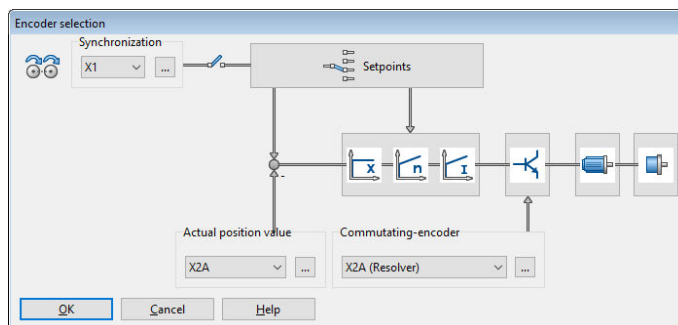 Encoder selection
Synchronization
X1
...
Setpoints
X
n
I
-
Actual position value
X2A
...
Commutating-encoder
X2A (Resolver)
...
OK
Cancel
Help